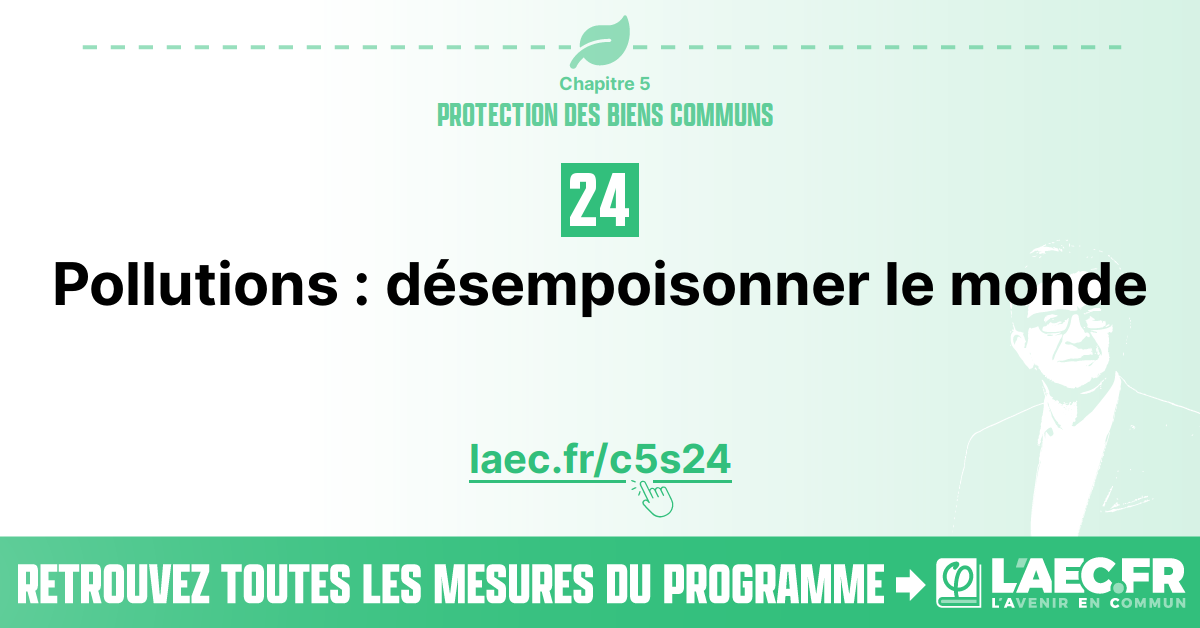 Chapitre 5
PROTECTION DES BIENS COMMUNS
24
Pollutions : désempoisonner le monde
laec.fr/c5s24
RETROUVEZ TOUTES LES MESURES DU PROGRAMME
φ L'AEC.FR
L'AVENIR EN COMMUN